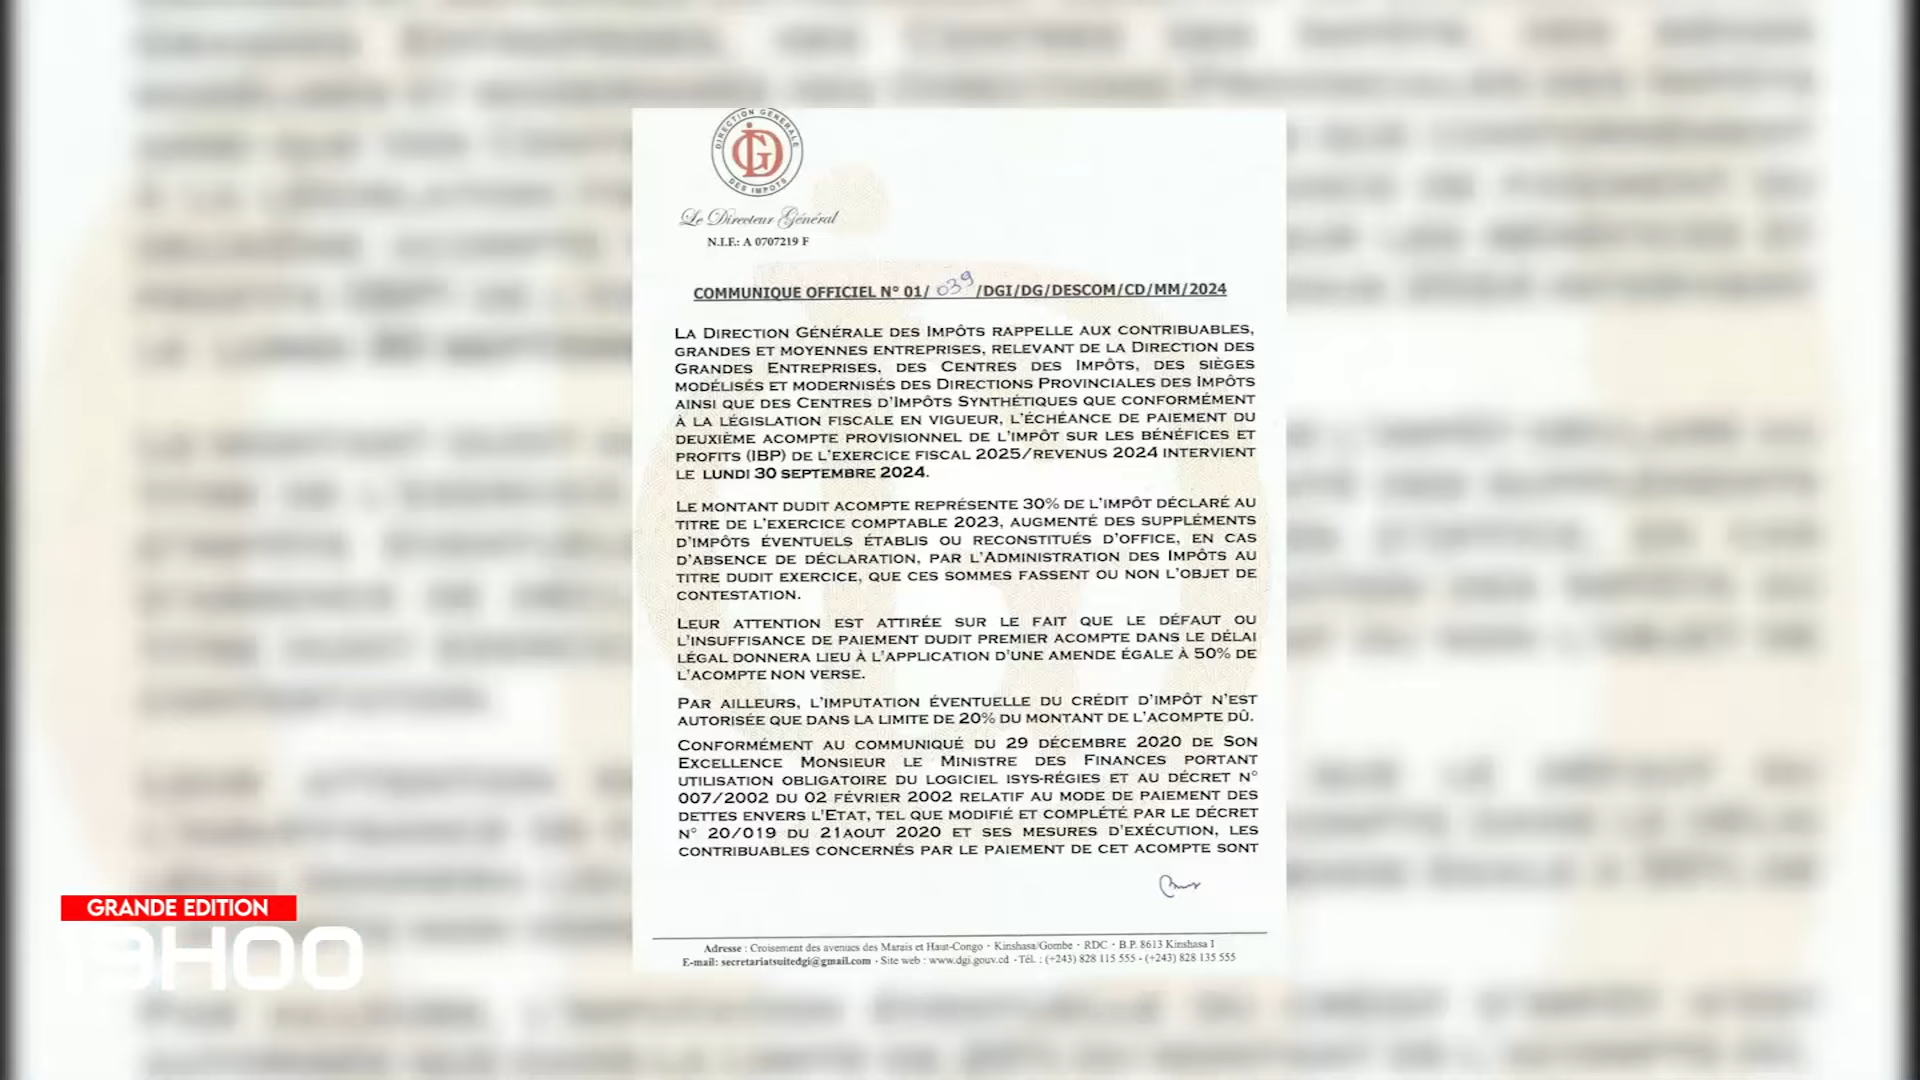 DIRECTION GÉNÉRALE
DGI
DES IMPÔTS
Le Directeur Général
N.I.F.: A 0707219 F
COMMUNIQUE OFFICIEL N° 01/ 039 /DGI/DG/DESCOM/CD/MM/2024
LA DIRECTION GÉNÉRALE DES IMPÔTS RAPPELLE AUX CONTRIBUABLES,
GRANDES ET MOYENNES ENTREPRISES, RELEVANT DE LA DIRECTION DES
GRANDES ENTREPRISES, DES CENTRES DES IMPÔTS, DES SIÈGES
MODÉLISÉS ET MODERNISÉS DES DIRECTIONS PROVINCIALES DES IMPÔTS
AINSI QUE DES CENTRES D'IMPÔTS SYNTHÉTIQUES QUE CONFORMÉMENT
À LA LÉGISLATION FISCALE EN VIGUEUR, L'ÉCHÉANCE DE PAIEMENT DU
DEUXIÈME ACOMPTE PROVISIONNEL DE L'IMPÔT SUR LES BÉNÉFICES ET
PROFITS (IBP) DE L'EXERCICE FISCAL 2025/REVENUS 2024 INTERVIENT
LE LUNDI 30 SEPTEMBRE 2024.
LE MONTANT DUDIT ACOMPTE REPRÉSENTE 30% DE L'IMPÔT DÉCLARÉ AU
TITRE DE L'EXERCICE COMPTABLE 2023, AUGMENTÉ DES SUPPLÉMENTS
D'IMPÔTS ÉVENTUELS ÉTABLIS OU RECONSTITUÉS D'OFFICE, EN CAS
D'ABSENCE DE DÉCLARATION, PAR L'ADMINISTRATION DES IMPÔTS AU
TITRE DUDIT EXERCICE, QUE CES SOMMES FASSENT OU NON L'OBJET DE
CONTESTATION.
LEUR ATTENTION EST ATTIRÉE SUR LE FAIT QUE LE DÉFAUT OU
L'INSUFFISANCE DE PAIEMENT DUDIT PREMIER ACOMPTE DANS LE DÉLAI
LÉGAL DONNERA LIEU À L'APPLICATION D'UNE AMENDE ÉGALE À 50% DE
L'ACOMPTE NON VERSE.
PAR AILLEURS, L'IMPUTATION ÉVENTUELLE DU CRÉDIT D'IMPÔT N'EST
AUTORISÉE QUE DANS LA LIMITE DE 20% DU MONTANT DE L'ACOMPTE DÛ.
CONFORMÉMENT AU COMMUNIQUÉ DU 29 DÉCEMBRE 2020 DE SON
EXCELLENCE MONSIEUR LE MINISTRE DES FINANCES PORTANT
UTILISATION OBLIGATOIRE DU LOGICIEL ISYS-RÉGIES ET AU DÉCRET N°
007/2002 DU 02 FÉVRIER 2002 RELATIF AU MODE DE PAIEMENT DES
DETTES ENVERS L'ETAT, TEL QUE MODIFIÉ ET COMPLÉTÉ PAR LE DÉCRET
N° 20/019 DU 21AOUT 2020 ET SES MESURES D'EXÉCUTION, LES
CONTRIBUABLES CONCERNÉS PAR LE PAIEMENT DE CET ACOMPTE SONT
Adresse : Croisement des avenues des Marais et Haut-Congo - Kinshasa/Gombe - RDC - B.P. 8613 Kinshasa I
E-mail: secretariatsuitedgi@gmail.com - Site web : www.dgi.gouv.cd - Tél. : (+243) 828 115 555 - (+243) 828 135 555
GRANDE EDITION
19H00